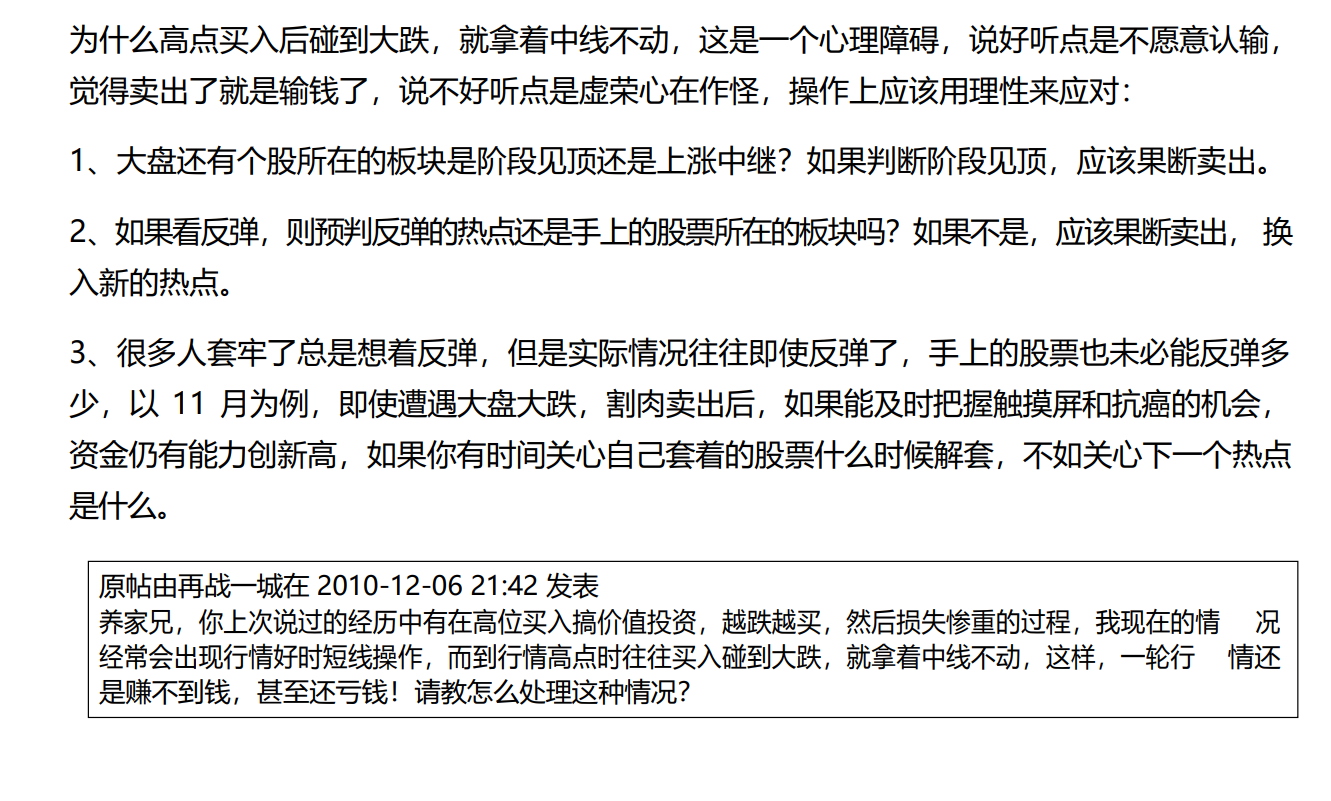 为什么高点买入后碰到大跌，就拿着中线不动，这是一个心理障碍，说好听点是不愿意认输，
觉得卖出了就是输钱了，说不好听点是虚荣心在作怪，操作上应该用理性来应对：
1、大盘还有个股所在的板块是阶段见顶还是上涨中继？如果判断阶段见顶，应该果断卖出。
2、如果看反弹，则预判反弹的热点还是手上的股票所在的板块吗？如果不是，应该果断卖出， 换
入新的热点。
3、很多人套牢了总是想着反弹，但是实际情况往往即使反弹了，手上的股票也未必能反弹多
少，以 11 月为例，即使遭遇大盘大跌，割肉卖出后，如果能及时把握触摸屏和抗癌的机会，
资金仍有能力创新高，如果你有时间关心自己套着的股票什么时候解套，不如关心下一个热点
是什么。
原帖由再战一城在 2010-12-06 21:42 发表
养家兄，你上次说过的经历中有在高位买入搞价值投资，越跌越买，然后损失惨重的过程，我现在的情 况
经常会出现行情好时短线操作，而到行情高点时往往买入碰到大跌，就拿着中线不动，这样，一轮行 情还
是赚不到钱，甚至还亏钱！请教怎么处理这种情况？